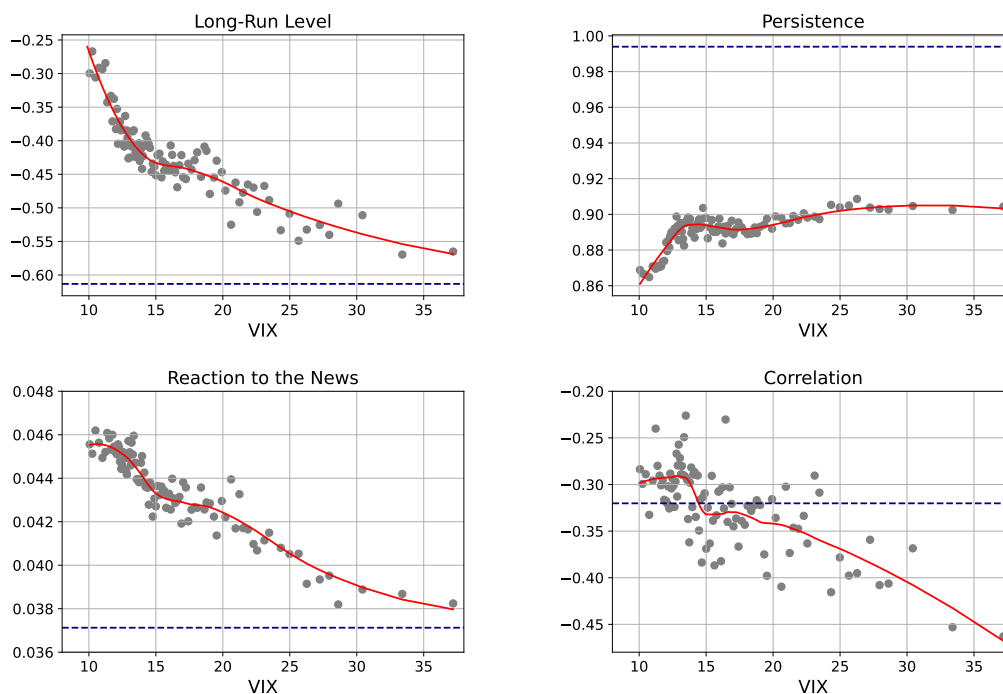 Long-Run Level
−0.25
−0.30
−0.35
−0.40
−0.45
−0.50
−0.55
−0.60
10 15 20 25 30 35
VIX
Persistence
1.00
0.98
0.96
0.94
0.92
0.90
0.88
0.86
10 15 20 25 30 35
VIX
Reaction to the News
0.048
0.046
0.044
0.042
0.040
0.038
0.036
10 15 20 25 30 35
VIX
Correlation
−0.20
−0.25
−0.30
−0.35
−0.40
−0.45
10 15 20 25 30 35
VIX